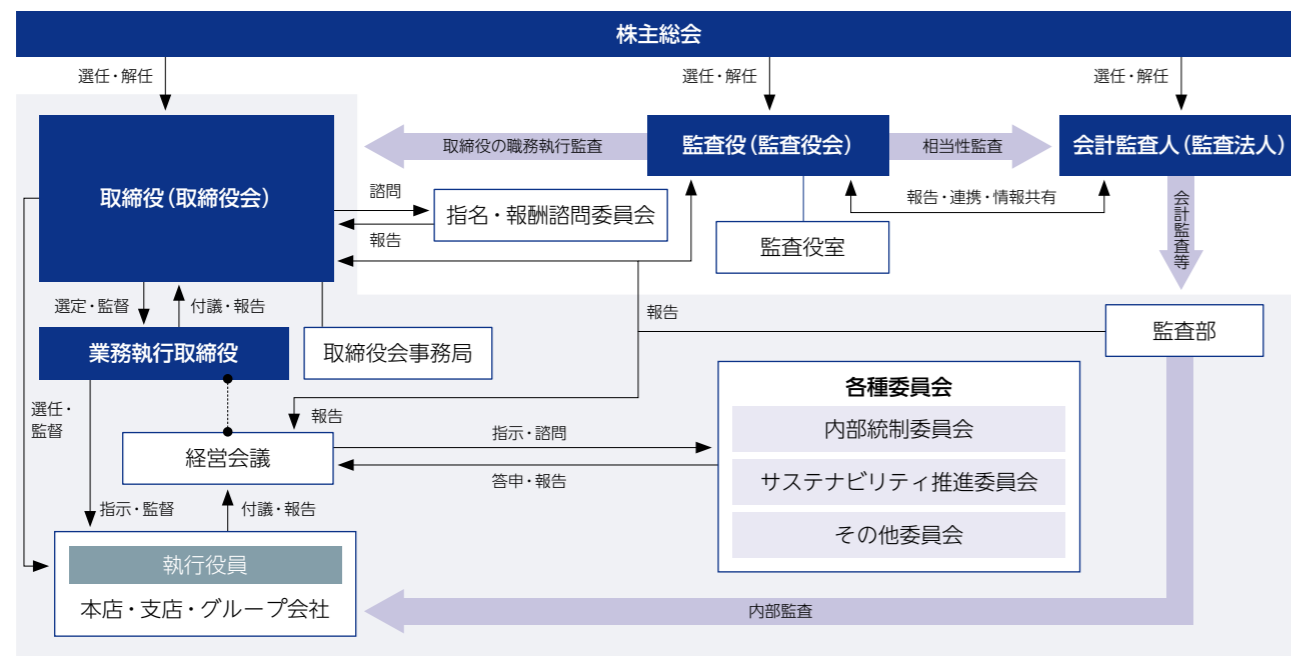 株主総会
選任・解任
選任・解任
選任・解任
取締役(取締役会)
取締役の職務執行監査
監査役(監査役会)
相当性監査
会計監査人(監査法人)
諮問
指名・報酬諮問委員会
報告
監査役室
報告・連携・情報共有
会計監査等
選定・監督
付議・報告
業務執行取締役
取締役会事務局
報告
監査部
選任・
監督
報告
経営会議
指示・諮問
答申・報告
各種委員会
内部統制委員会
サステナビリティ推進委員会
その他委員会
指示・監督
付議・報告
執行役員
本店・支店・グループ会社
内部監査